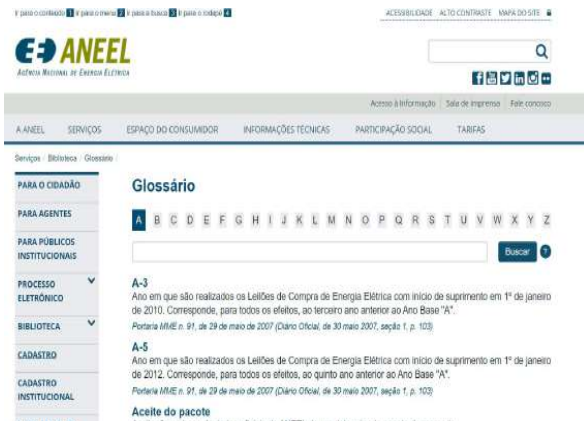 Ir para o conteúdo 1 Ir para o menu 2 Ir para a busca 3 Ir para o rodapé 4
ACESSIBILIDADE ALTO CONTRASTE MAPA DO SITE
ANEEL
AGÊNCIA NACIONAL DE ENERGIA ELÉTRICA
Acesso à Informação Sala de imprensa Fale conosco
A ANEEL SERVIÇOS ESPAÇO DO CONSUMIDOR INFORMAÇÕES TÉCNICAS PARTICIPAÇÃO SOCIAL TARIFAS
Serviços / Biblioteca / Glossário /
PARA O CIDADÃO
PARA AGENTES
PARA PÚBLICOS
INSTITUCIONAIS
PROCESSO
ELETRÔNICO
BIBLIOTECA
CADASTRO
CADASTRO
INSTITUCIONAL
Glossário
A B C D E F G H I J K L M N O P Q R S T U V W X Y Z
Buscar ?
A-3
Ano em que são realizados os Leilões de Compra de Energia Elétrica com início de suprimento em 1º de janeiro
de 2010. Corresponde, para todos os efeitos, ao terceiro ano anterior ao Ano Base "A".
Portaria MME n. 91, de 29 de maio de 2007 (Diário Oficial, de 30 maio 2007, seção 1, p. 103)
A-5
Ano em que são realizados os Leilões de Compra de Energia Elétrica com início de suprimento em 1º de janeiro
de 2012. Corresponde, para todos os efeitos, ao quinto ano anterior ao Ano Base "A".
Portaria MME n. 91, de 29 de maio de 2007 (Diário Oficial, de 30 maio 2007, seção 1, p. 103)
Aceite do pacote